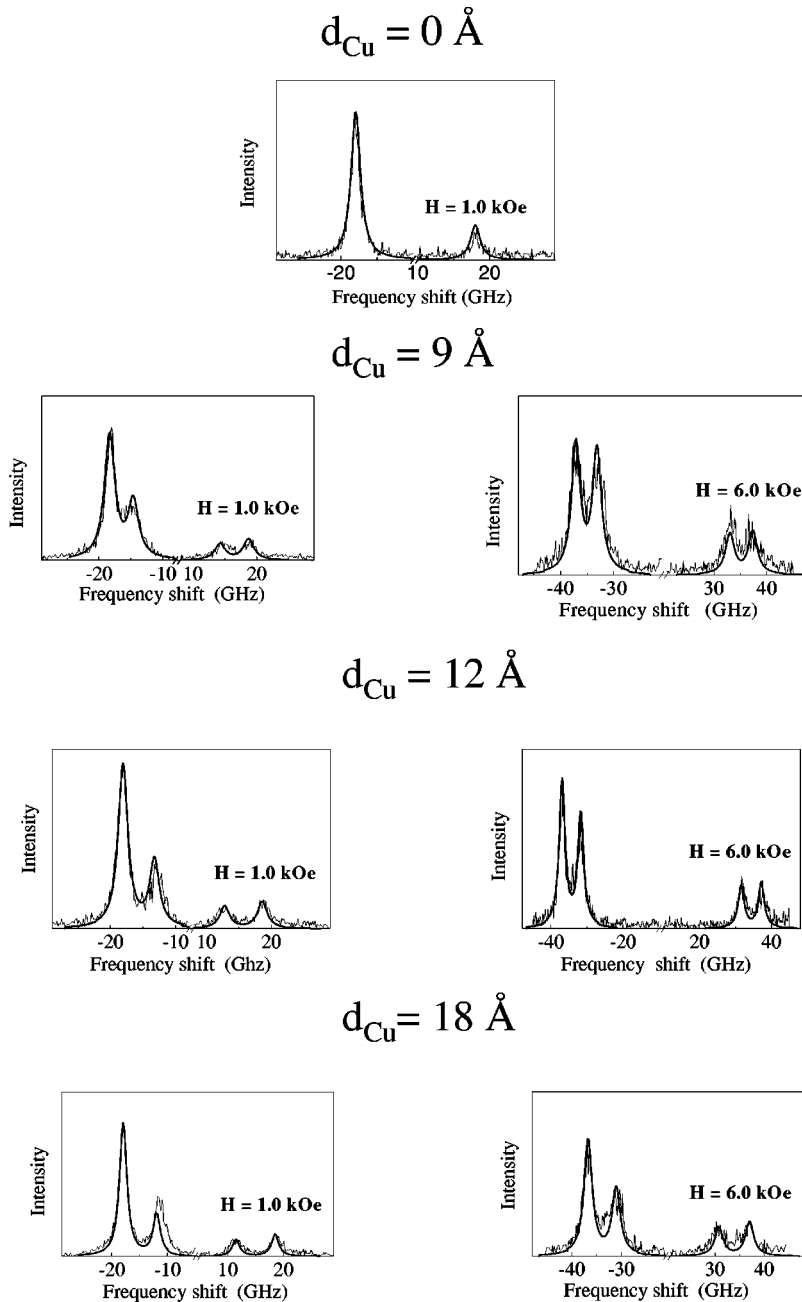 d_Cu = 0 Å
Intensity
H = 1.0 kOe
-20 10 20
Frequency shift (GHz)
d_Cu = 9 Å
Intensity
H = 1.0 kOe
-20 -10 10 20
Frequency shift (GHz)
Intensity
H = 6.0 kOe
-40 -30 30 40
Frequency shift (GHz)
d_Cu = 12 Å
Intensity
H = 1.0 kOe
-20 -10 10 20
Frequency shift (Ghz)
Intensity
H = 6.0 kOe
-40 -20 20 40
Frequency shift (GHz)
d_Cu = 18 Å
Intensity
H = 1.0 kOe
-20 -10 10 20
Frequency shift (GHz)
Intensity
H = 6.0 kOe
-40 -30 30 40
Frequency shift (GHz)